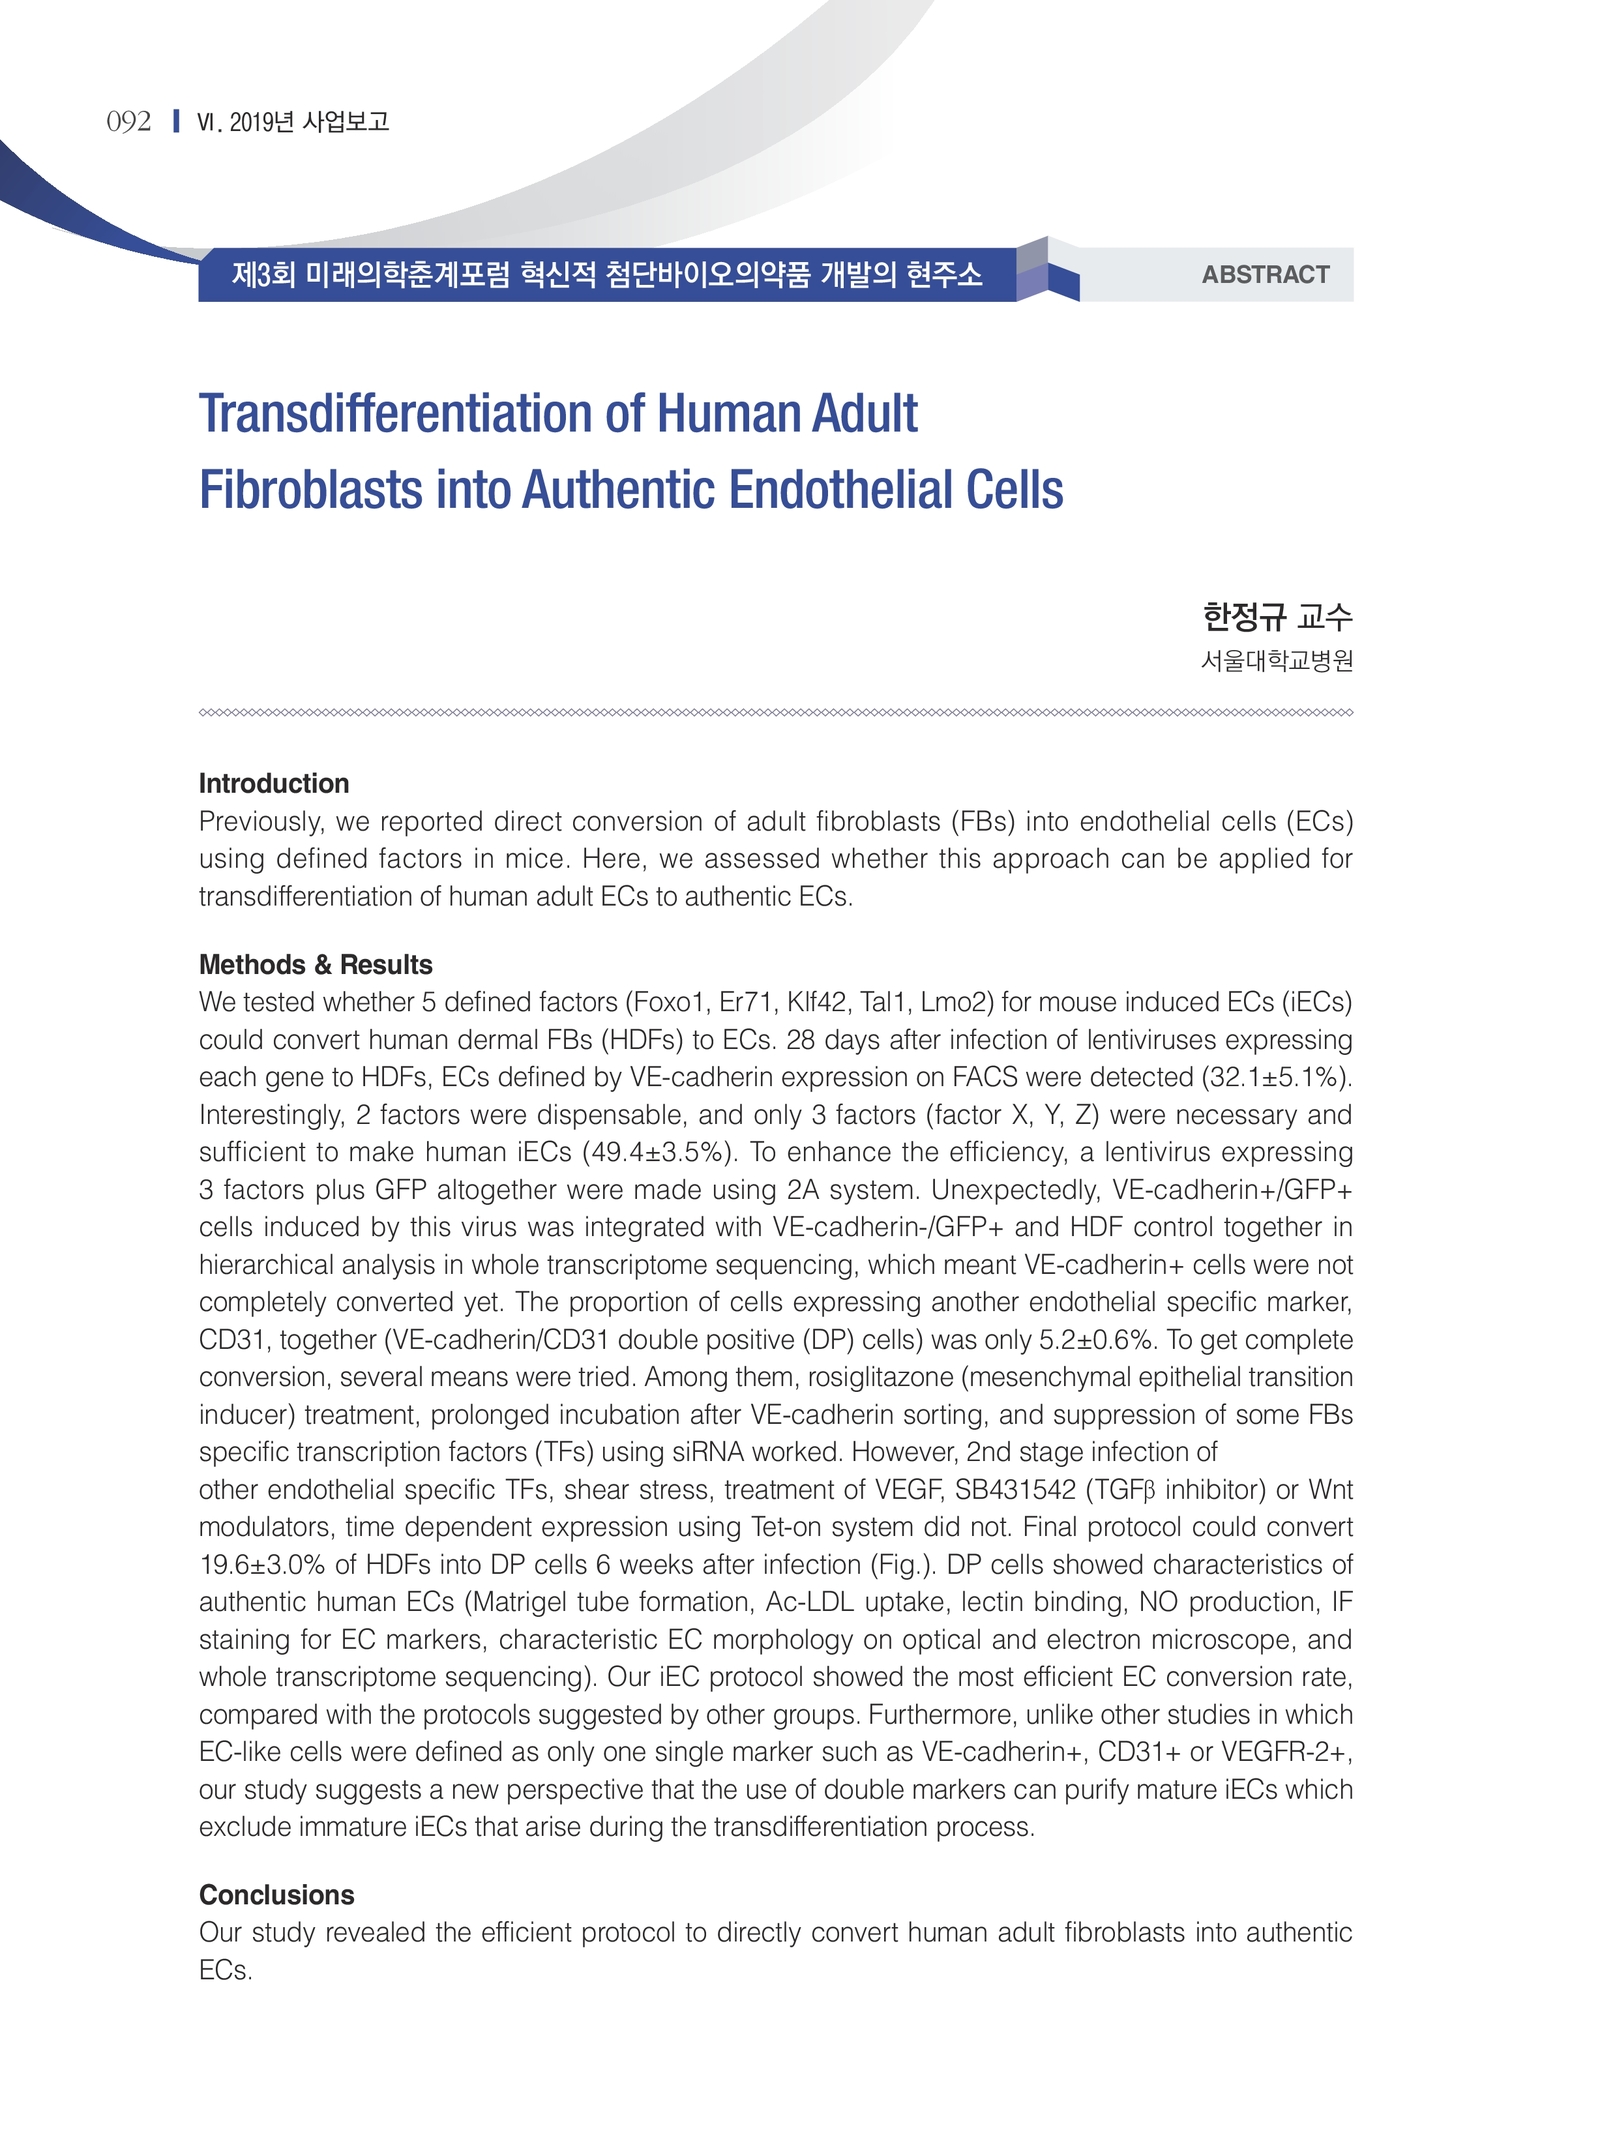 092 Ⅵ. 2019년 사업보고
제3회 미래의학춘계포럼 혁신적 첨단바이오의약품 개발의 현주소
ABSTRACT
Transdifferentiation of Human Adult
Fibroblasts into Authentic Endothelial Cells
한정규 교수
서울대학교병원
Introduction
Previously, we reported direct conversion of adult fibroblasts (FBs) into endothelial cells (ECs)
using defined factors in mice. Here, we assessed whether this approach can be applied for
transdifferentiation of human adult ECs to authentic ECs.
Methods & Results
We tested whether 5 defined factors (Foxo1, Er71, Klf42, Tal1, Lmo2) for mouse induced ECs (iECs)
could convert human dermal FBs (HDFs) to ECs. 28 days after infection of lentiviruses expressing
each gene to HDFs, ECs defined by VE-cadherin expression on FACS were detected (32.1±5.1%).
Interestingly, 2 factors were dispensable, and only 3 factors (factor X, Y, Z) were necessary and
sufficient to make human iECs (49.4±3.5%). To enhance the efficiency, a lentivirus expressing
3 factors plus GFP altogether were made using 2A system. Unexpectedly, VE-cadherin+/GFP+
cells induced by this virus was integrated with VE-cadherin-/GFP+ and HDF control together in
hierarchical analysis in whole transcriptome sequencing, which meant VE-cadherin+ cells were not
completely converted yet. The proportion of cells expressing another endothelial specific marker,
CD31, together (VE-cadherin/CD31 double positive (DP) cells) was only 5.2±0.6%. To get complete
conversion, several means were tried. Among them, rosiglitazone (mesenchymal epithelial transition
inducer) treatment, prolonged incubation after VE-cadherin sorting, and suppression of some FBs
specific transcription factors (TFs) using siRNA worked. However, 2nd stage infection of
other endothelial specific TFs, shear stress, treatment of VEGF, SB431542 (TGFβ inhibitor) or Wnt
modulators, time dependent expression using Tet-on system did not. Final protocol could convert
19.6±3.0% of HDFs into DP cells 6 weeks after infection (Fig.). DP cells showed characteristics of
authentic human ECs (Matrigel tube formation, Ac-LDL uptake, lectin binding, NO production, IF
staining for EC markers, characteristic EC morphology on optical and electron microscope, and
whole transcriptome sequencing). Our iEC protocol showed the most efficient EC conversion rate,
compared with the protocols suggested by other groups. Furthermore, unlike other studies in which
EC-like cells were defined as only one single marker such as VE-cadherin+, CD31+ or VEGFR-2+,
our study suggests a new perspective that the use of double markers can purify mature iECs which
exclude immature iECs that arise during the transdifferentiation process.
Conclusions
Our study revealed the efficient protocol to directly convert human adult fibroblasts into authentic
ECs.